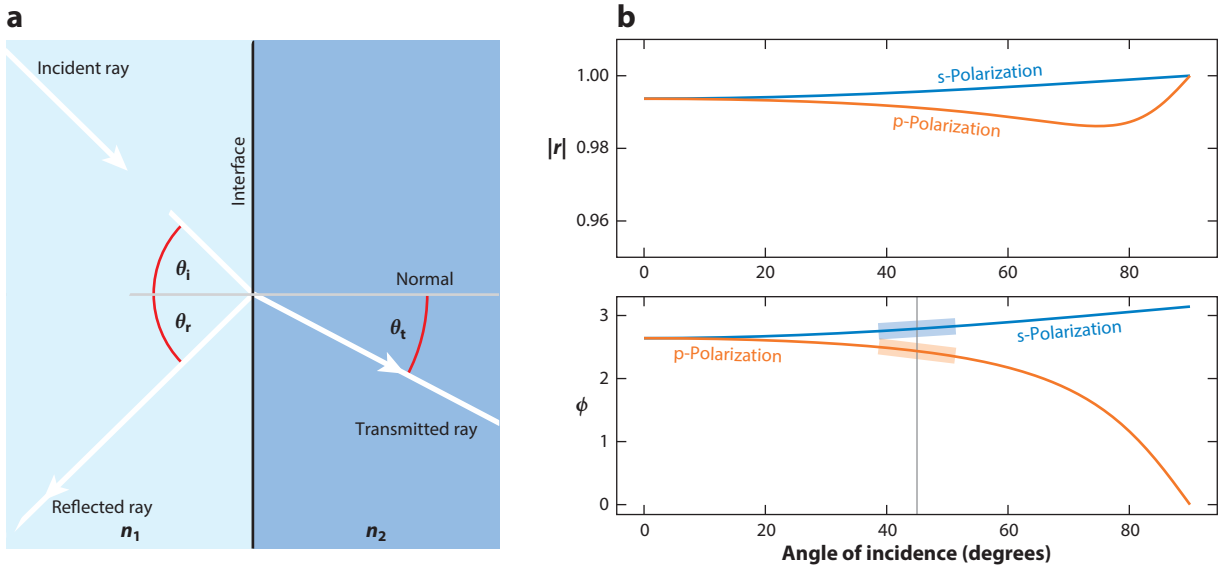 a
Incident ray
Interface
θi
Normal
θr
θt
Transmitted ray
Reflected ray
n1
n2
b
1.00
s-Polarization
p-Polarization
|r|
0.98
0.96
0 20 40 60 80
3
s-Polarization
p-Polarization
2
ϕ
1
0
0 20 40 60 80
Angle of incidence (degrees)